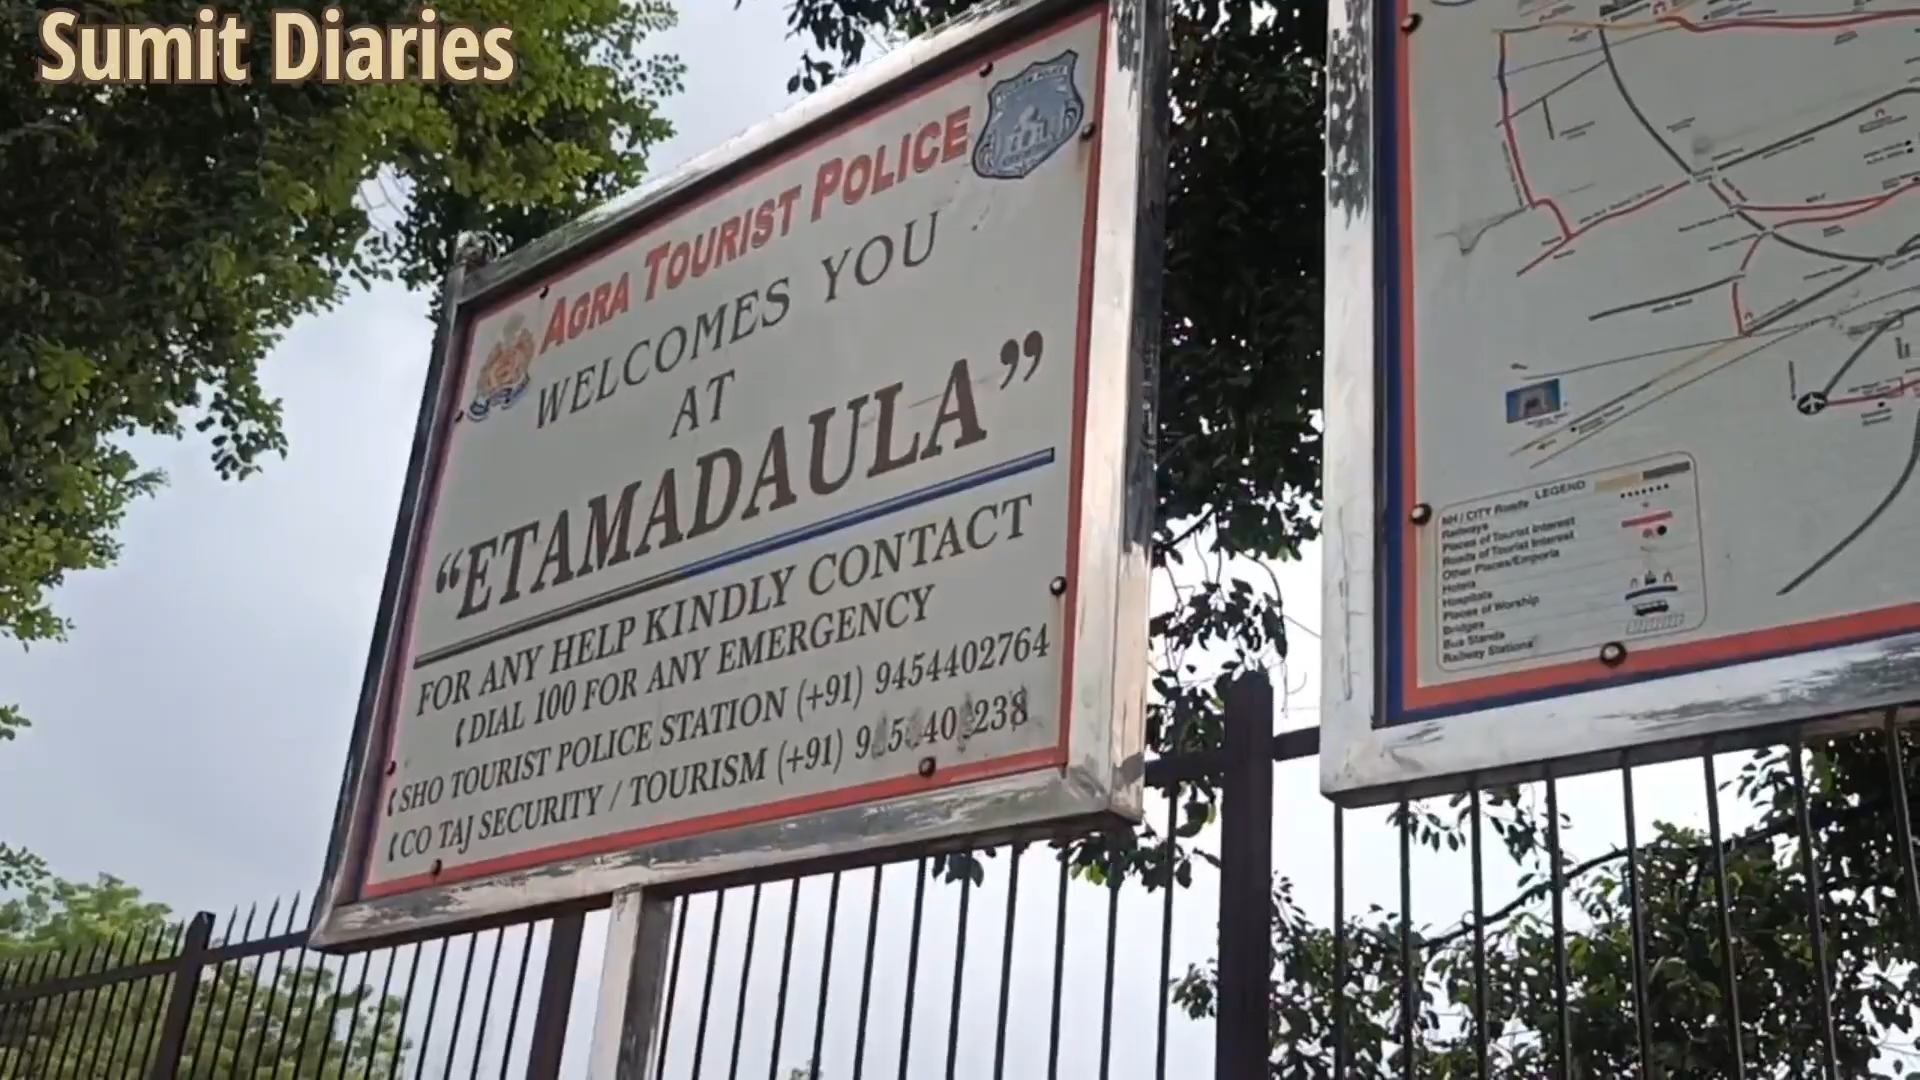 Sumit Diaries
AGRA TOURIST POLICE
WELCOMES YOU
AT
“ETAMADAULA”
FOR ANY HELP KINDLY CONTACT
DIAL 100 FOR ANY EMERGENCY
SHO TOURIST POLICE STATION (+91) 9454402764
CO TAJ SECURITY / TOURISM (+91)
LEGEND
NH / CITY Roads
Railways
Places of Tourist Interest
Roads of Tourist Interest
Other Places/Emporia
Hotels
Hospitals
Places of Worship
Bridges
Bus Stands
Railway Stations